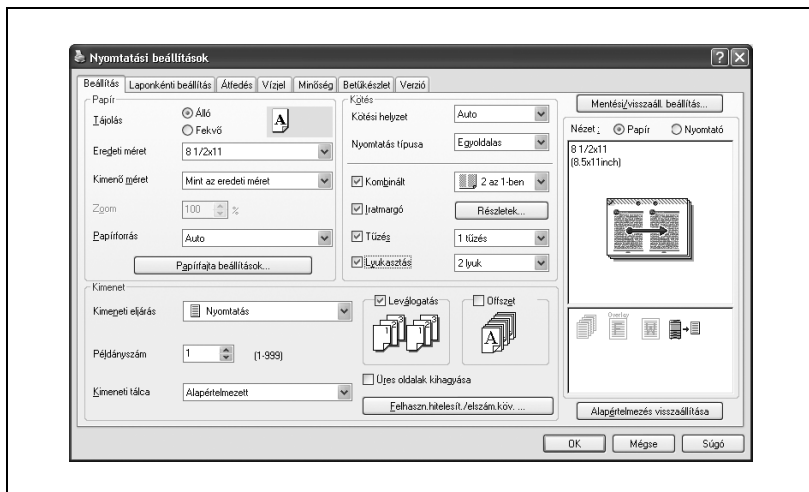 Nyomtatási beállítások
Beállítás Laponkénti beállítás Átfedés Vízjel Minőség Betűkészlet Verzió
Papír
Tájolás
Álló
Fekvő
A
Eredeti méret 8 1/2x11
Kimenő méret Mint az eredeti méret
Zoom 100 %
Papírforrás Auto
Papírfajta beállítások...
Kötés
Kötési helyzet Auto
Nyomtatás típusa Egyoldalas
Kombinált 2 az 1-ben
Iratmargó Részletek...
Tűzés 1 tűzés
Lyukasztás 2 lyuk
Kimenet
Kimeneti eljárás Nyomtatás
Példányszám 1 (1-999)
Kimeneti tálca Alapértelmezett
Leválogatás
Offszet
A
Üres oldalak kihagyása
Felhaszn.hitelesít./elszám.köv. ...
Mentési/visszaáll. beállítás...
Nézet: Papír Nyomtató
8 1/2x11
(8.5x11inch)
Overlay
Alapértelmezés visszaállítása
OK Mégse Súgó